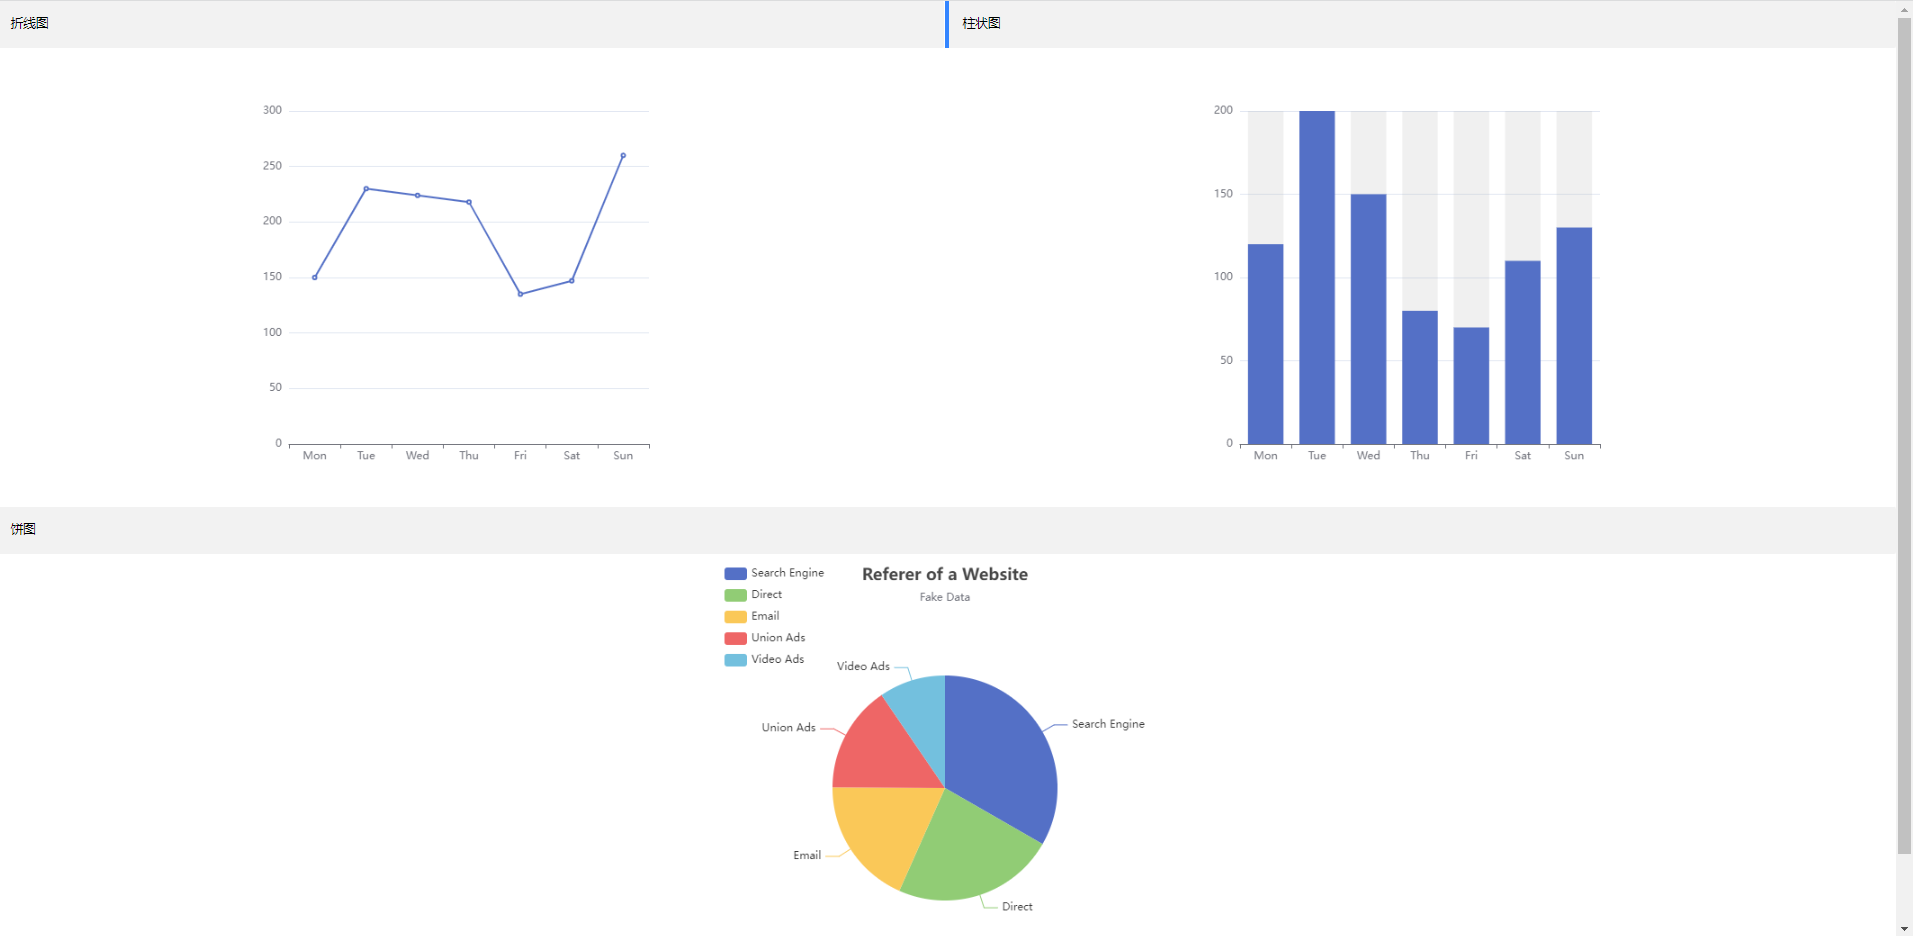 折线图
柱状图
300
250
200
150
100
50
0
Mon Tue Wed Thu Fri Sat Sun
200
150
100
50
0
Mon Tue Wed Thu Fri Sat Sun
饼图
Search Engine
Direct
Email
Union Ads
Video Ads
Referer of a Website
Fake Data
Video Ads
Search Engine
Union Ads
Email
Direct